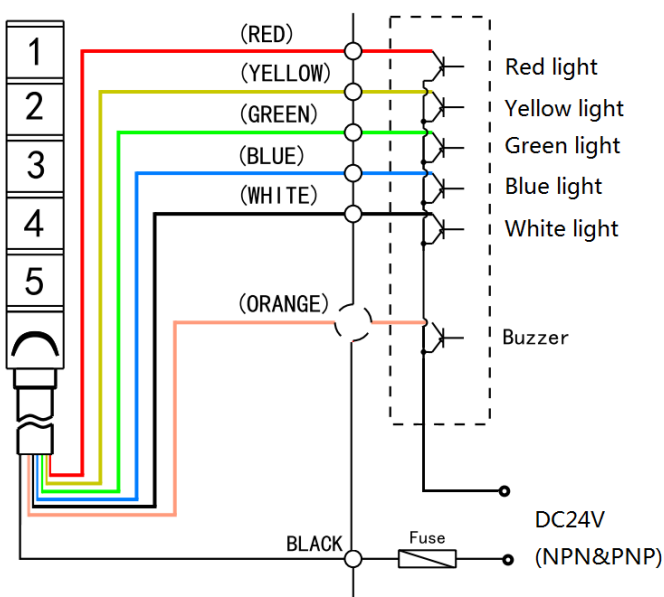 1
2
3
4
5
(RED)
(YELLOW)
(GREEN)
(BLUE)
(WHITE)
(ORANGE)
BLACK
Red light
Yellow light
Green light
Blue light
White light
Buzzer
Fuse
DC24V
(NPN&PNP)